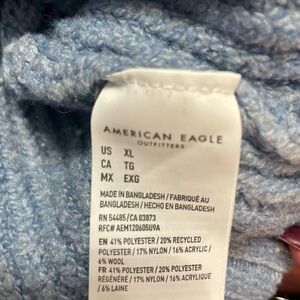 AMERICAN EAGLE
OUTFITTERS
US XL
CA TG
MX EXG
MADE IN BANGLADESH / FABRIQUÉ AU
BANGLADESH / HECHO EN BANGLADESH
RN 54485/CA 03873
RFC# AEM120605U9A
EN 41% POLYESTER / 20% RECYCLED
POLYESTER / 17% NYLON / 16% ACRYLIC /
6% WOOL
FR 41% POLYESTER / 20% POLYESTER
RÉGÉNÉRÉ / 17% NYLON / 16% ACRYLIQUE
/ 6% LAINE